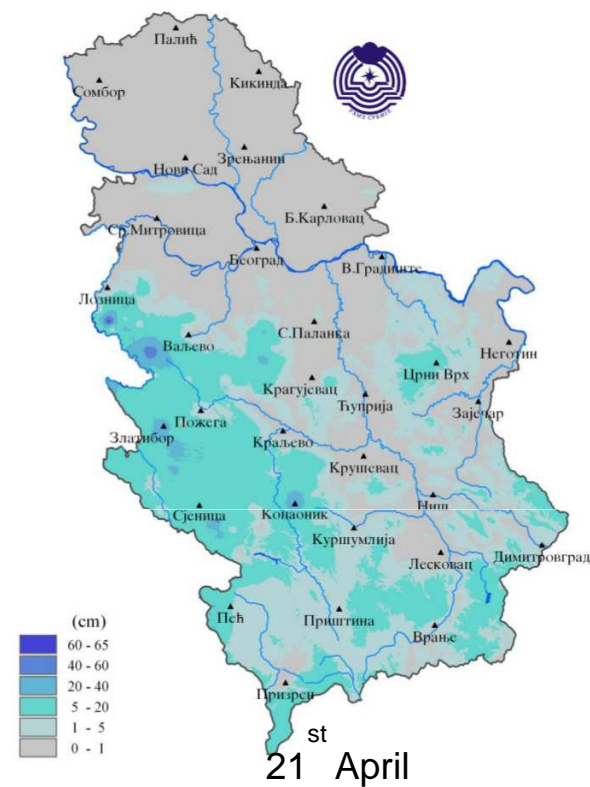 Палић
Кикинда
Сомбор
Зрењанин
Нови Сад
Б.Карловац
Ср.Митровица
Београд
В.Градиште
Лозница
С.Паланка
Ваљево
Неготин
Црни Врх
Крагујевац
Ћуприја
Зајечар
Пожега
Златибор
Краљево
Крушевац
Ниш
Сјеница
Копаоник
Куршумлија
Лесковац
Димитровград
Пећ
Приштина
Врање
Призрен
(cm)
60 - 65
40 - 60
20 - 40
5 - 20
1 - 5
0 - 1
21st April